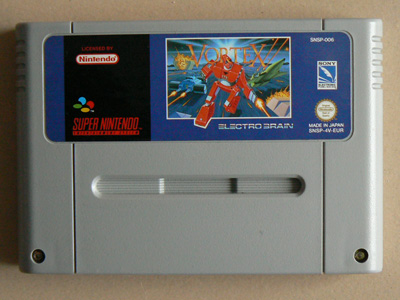 LICENSED BY
Nintendo
SUPER NINTENDO
ENTERTAINMENT SYSTEM
VORTEX
ELECTRO BRAIN
SNSP-006
SONY
MADE IN JAPAN
SNSP-4V-EUR